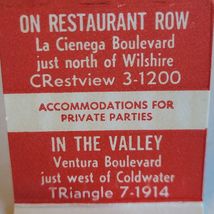 ON RESTAURANT ROW
La Cienega Boulevard
just north of Wilshire
CRestview 3-1200
ACCOMMODATIONS FOR
PRIVATE PARTIES
IN THE VALLEY
Ventura Boulevard
just west of Coldwater
TRiangle 7-1914